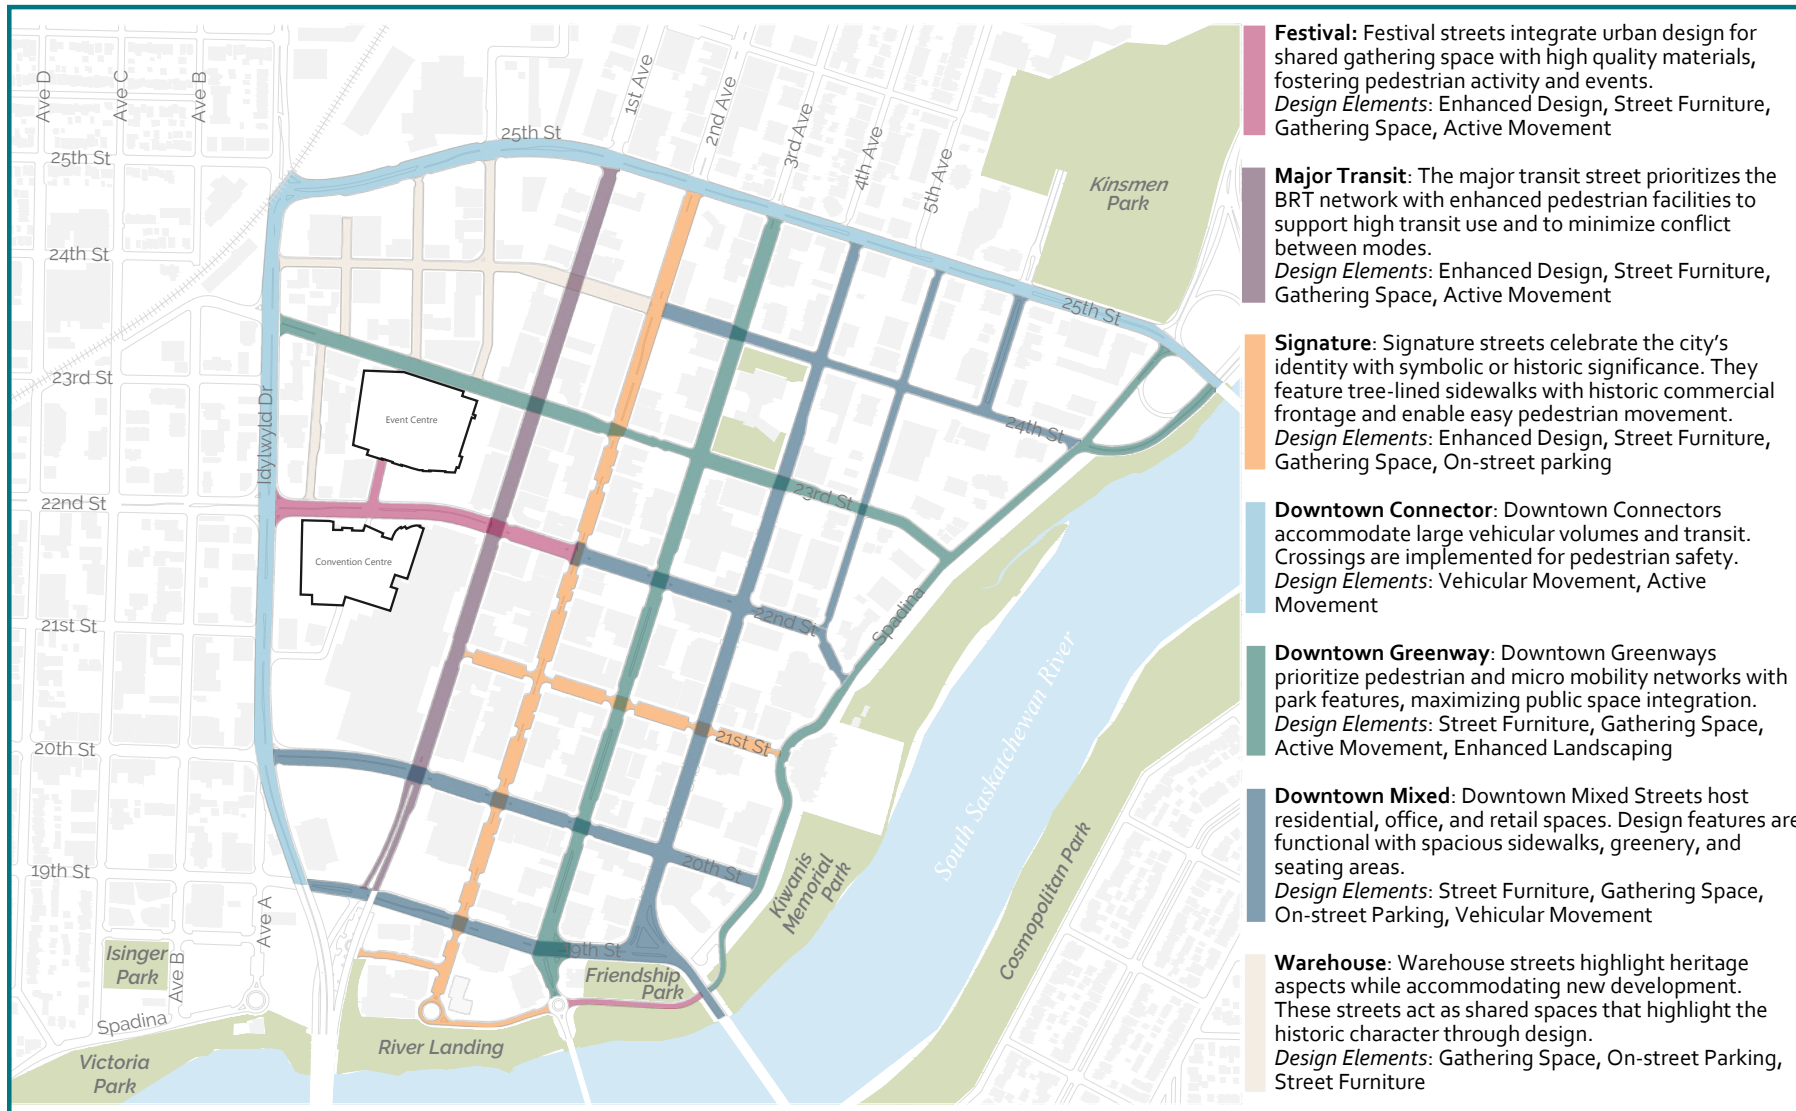 Ave D
Ave C
Ave B
1st Ave
2nd Ave
3rd Ave
4th Ave
5th Ave
25th St
25th St
25th St
24th St
24th St
23rd St
23rd St
22nd St
22nd St
21st St
21st St
20th St
20th St
19th St
19th St
Idylwyld Dr
Ave A
Ave B
Spadina
Spadina
Kinsmen
Park
Event Centre
Convention Centre
South Saskatchewan River
Kiwanis
Memorial
Park
Cosmopolitan Park
Isinger
Park
Friendship
Park
River Landing
Victoria
Park
Festival: Festival streets integrate urban design for
shared gathering space with high quality materials,
fostering pedestrian activity and events.
Design Elements: Enhanced Design, Street Furniture,
Gathering Space, Active Movement
Major Transit: The major transit street prioritizes the
BRT network with enhanced pedestrian facilities to
support high transit use and to minimize conflict
between modes.
Design Elements: Enhanced Design, Street Furniture,
Gathering Space, Active Movement
Signature: Signature streets celebrate the city's
identity with symbolic or historic significance. They
feature tree-lined sidewalks with historic commercial
frontage and enable easy pedestrian movement.
Design Elements: Enhanced Design, Street Furniture,
Gathering Space, On-street parking
Downtown Connector: Downtown Connectors
accommodate large vehicular volumes and transit.
Crossings are implemented for pedestrian safety.
Design Elements: Vehicular Movement, Active
Movement
Downtown Greenway: Downtown Greenways
prioritize pedestrian and micro mobility networks with
park features, maximizing public space integration.
Design Elements: Street Furniture, Gathering Space,
Active Movement, Enhanced Landscaping
Downtown Mixed: Downtown Mixed Streets host
residential, office, and retail spaces. Design features are
functional with spacious sidewalks, greenery, and
seating areas.
Design Elements: Street Furniture, Gathering Space,
On-street Parking, Vehicular Movement
Warehouse: Warehouse streets highlight heritage
aspects while accommodating new development.
These streets act as shared spaces that highlight the
historic character through design.
Design Elements: Gathering Space, On-street Parking,
Street Furniture